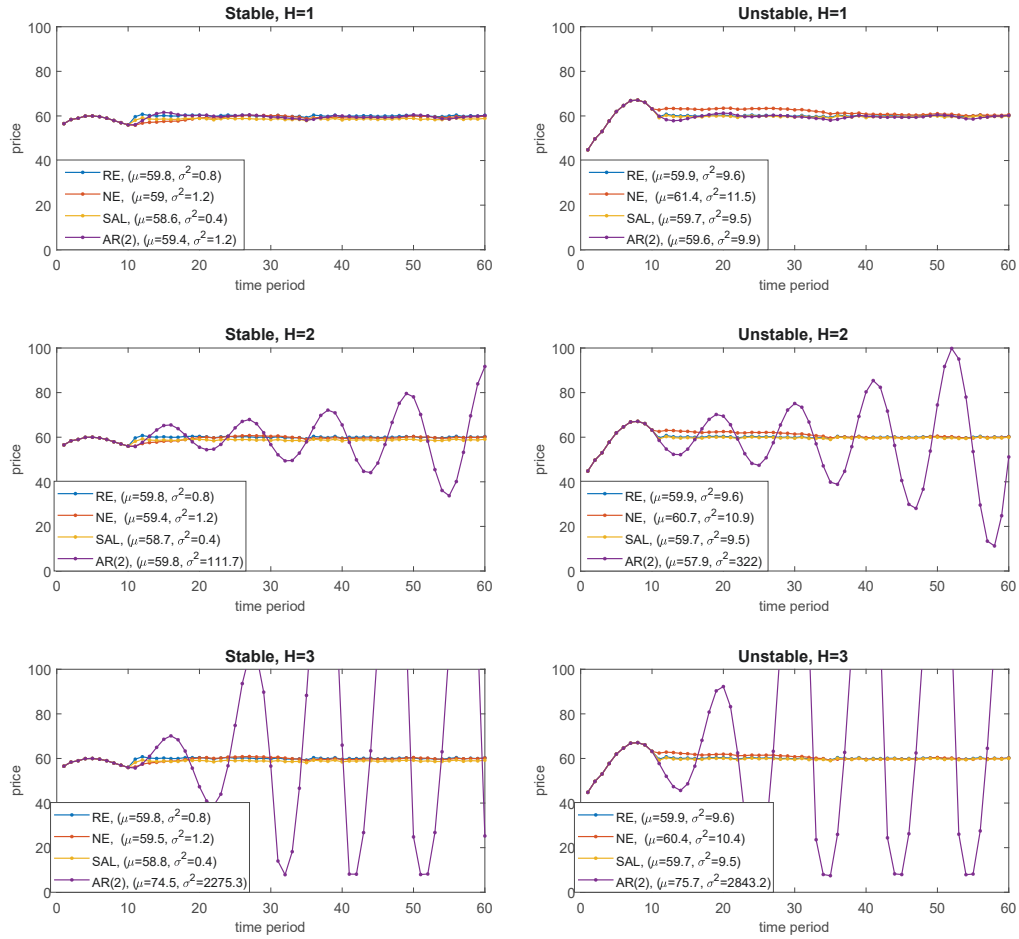 Stable, H=1
100
80
60
40
20
0
price
RE, (μ=59.8, σ²=0.8)
NE, (μ=59, σ²=1.2)
SAL, (μ=58.6, σ²=0.4)
AR(2), (μ=59.4, σ²=1.2)
0 10 20 30 40 50 60
time period
Unstable, H=1
100
80
60
40
20
0
price
RE, (μ=59.9, σ²=9.6)
NE, (μ=61.4, σ²=11.5)
SAL, (μ=59.7, σ²=9.5)
AR(2), (μ=59.6, σ²=9.9)
0 10 20 30 40 50 60
time period
Stable, H=2
100
80
60
40
20
0
price
RE, (μ=59.8, σ²=0.8)
NE, (μ=59.4, σ²=1.2)
SAL, (μ=58.7, σ²=0.4)
AR(2), (μ=59.8, σ²=111.7)
0 10 20 30 40 50 60
time period
Unstable, H=2
100
80
60
40
20
0
price
RE, (μ=59.9, σ²=9.6)
NE, (μ=60.7, σ²=10.9)
SAL, (μ=59.7, σ²=9.5)
AR(2), (μ=57.9, σ²=322)
0 10 20 30 40 50 60
time period
Stable, H=3
100
80
60
40
20
0
price
RE, (μ=59.8, σ²=0.8)
NE, (μ=59.5, σ²=1.2)
SAL, (μ=58.8, σ²=0.4)
AR(2), (μ=74.5, σ²=2275.3)
0 10 20 30 40 50 60
time period
Unstable, H=3
100
80
60
40
20
0
price
RE, (μ=59.9, σ²=9.6)
NE, (μ=60.4, σ²=10.4)
SAL, (μ=59.7, σ²=9.5)
AR(2), (μ=75.7, σ²=2843.2)
0 10 20 30 40 50 60
time period